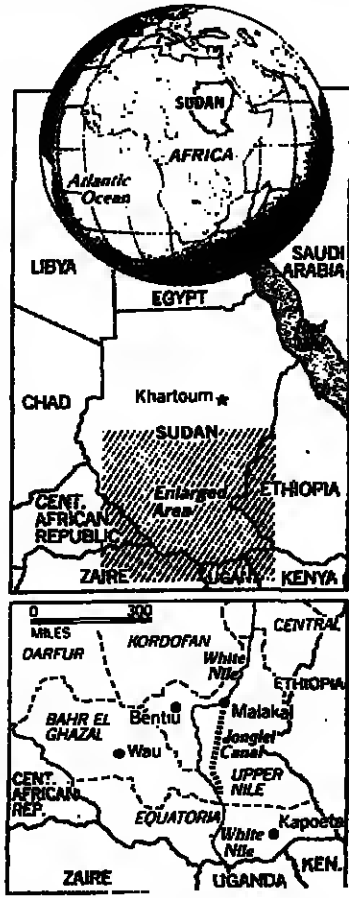 SUDAN
AFRICA
Atlantic
Ocean
LIBYA
SAUDI
ARABIA
EGYPT
Red
CHAD
Khartoum
SUDAN
CENT.
AFRICAN
REPUBLIC
Enlarged
Area
ETHIOPIA
ZAIRE
KENYA
0 300
MILES
DARFUR
KORDOFAN
CENTRAL
White
Nile
ETHIOPIA
BAHR EL
GHAZAL
Bentiu
Malakal
Jonglei
Canal
Wau
UPPER
NILE
CENT.
AFRICAN
REP.
EQUATORIA
White
Nile
Kapoeta
ZAIRE
UGANDA
KEN.